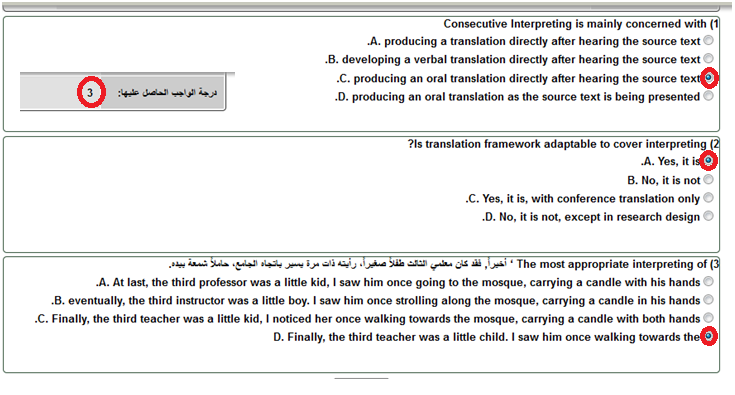 Consecutive Interpreting is mainly concerned with (1
.A. producing a translation directly after hearing the source text
.B. developing a verbal translation directly after hearing the source text
.C. producing an oral translation directly after hearing the source text
.D. producing an oral translation as the source text is being presented
درجة الواجب الحاصل عليها: 3
?Is translation framework adaptable to cover interpreting (2
.A. Yes, it is
B. No, it is not
.C. Yes, it is, with conference translation only
.D. No, it is not, except in research design
أخيراً، فقد كان معلمي الثالث طفلاً صغيراً، رأيته ذات مرة يسير باتجاه الجامع، حاملاً شمعة بيده. ‘ The most appropriate interpreting of (3
.A. At last, the third professor was a little kid, I saw him once going to the mosque, carrying a candle with his hands
.B. eventually, the third instructor was a little boy. I saw him once strolling along the mosque, carrying a candle in his hands
.C. Finally, the third teacher was a little kid, I noticed her once walking towards the mosque, carrying a candle with both hands
D. Finally, the third teacher was a little child. I saw him once walking towards the